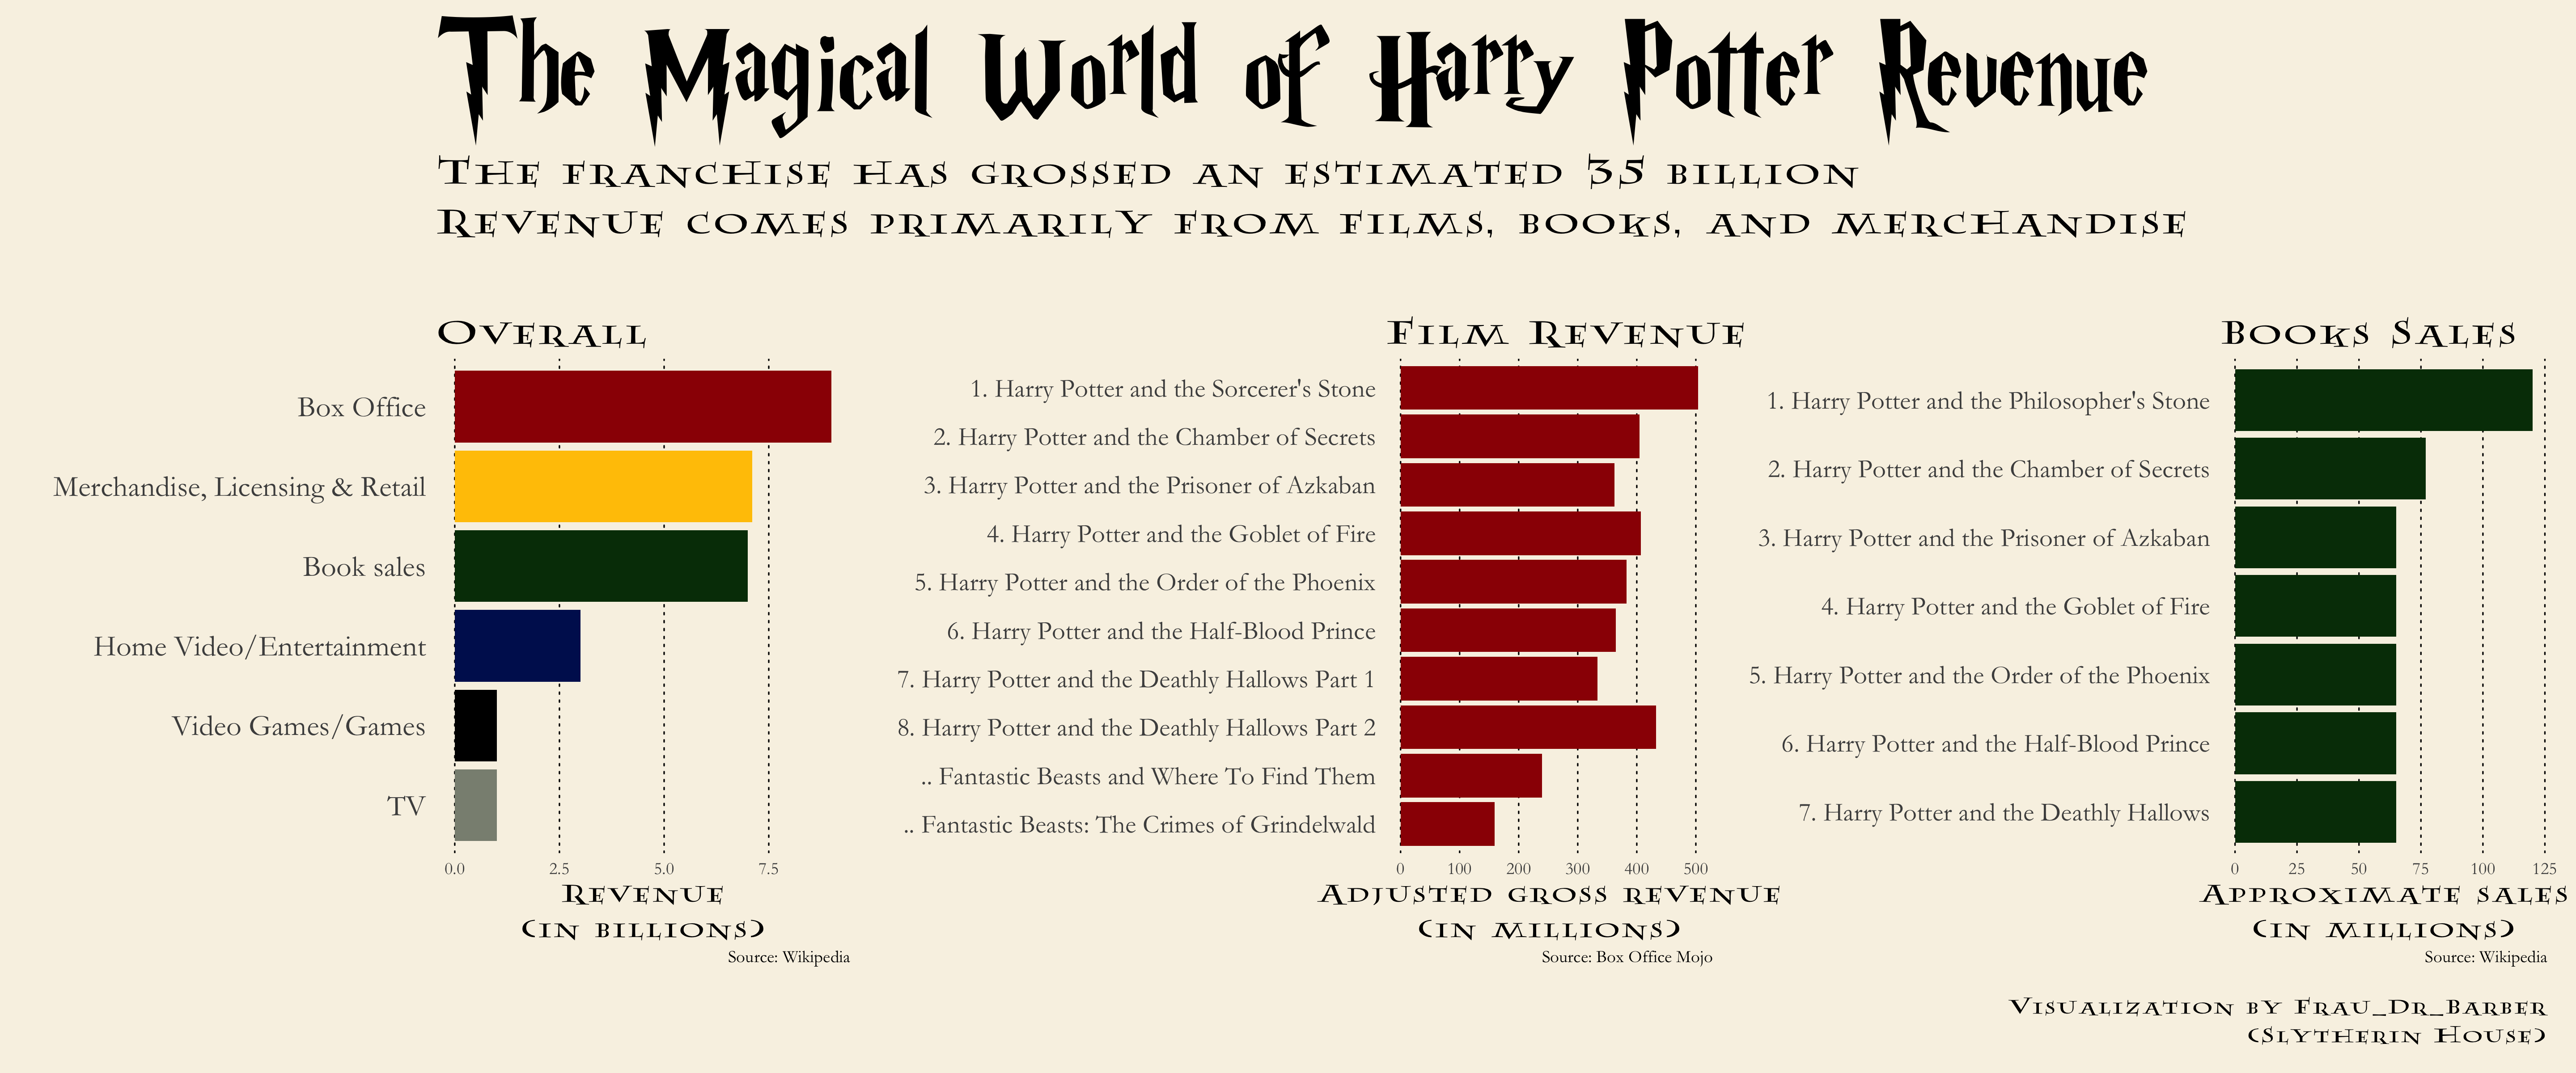 The Magical World of Harry Potter Revenue
The franchise has grossed an estimated 35 billion
Revenue comes primarily from films, books, and merchandise
Overall
Box Office
Merchandise, Licensing & Retail
Book sales
Home Video/Entertainment
Video Games/Games
TV
0.0 2.5 5.0 7.5
Revenue
(in billions)
Source: Wikipedia
Film Revenue
1. Harry Potter and the Sorcerer's Stone
2. Harry Potter and the Chamber of Secrets
3. Harry Potter and the Prisoner of Azkaban
4. Harry Potter and the Goblet of Fire
5. Harry Potter and the Order of the Phoenix
6. Harry Potter and the Half-Blood Prince
7. Harry Potter and the Deathly Hallows Part 1
8. Harry Potter and the Deathly Hallows Part 2
.. Fantastic Beasts and Where To Find Them
.. Fantastic Beasts: The Crimes of Grindelwald
0 100 200 300 400 500
Adjusted gross revenue
(in millions)
Source: Box Office Mojo
Books Sales
1. Harry Potter and the Philosopher's Stone
2. Harry Potter and the Chamber of Secrets
3. Harry Potter and the Prisoner of Azkaban
4. Harry Potter and the Goblet of Fire
5. Harry Potter and the Order of the Phoenix
6. Harry Potter and the Half-Blood Prince
7. Harry Potter and the Deathly Hallows
0 25 50 75 100 125
Approximate sales
(in millions)
Source: Wikipedia
Visualization by Frau_Dr_Barber
(Slytherin House)